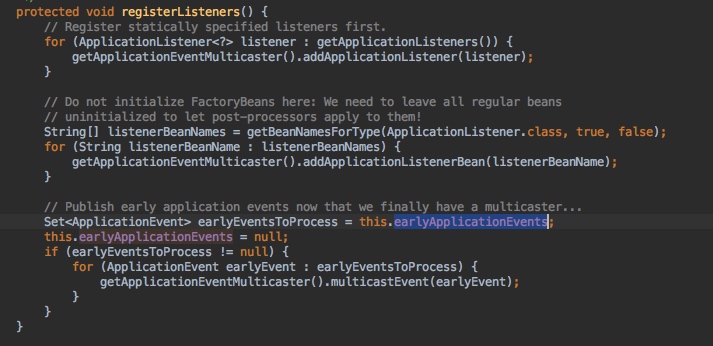 protected void registerListeners() {
// Register statically specified listeners first.
for (ApplicationListener<?> listener : getApplicationListeners()) {
getApplicationEventMulticaster().addApplicationListener(listener);
}
// Do not initialize FactoryBeans here: We need to leave all regular beans
// uninitialized to let post-processors apply to them!
String[] listenerBeanNames = getBeanNamesForType(ApplicationListener.class, true, false);
for (String listenerBeanName : listenerBeanNames) {
getApplicationEventMulticaster().addApplicationListenerBean(listenerBeanName);
}
// Publish early application events now that we finally have a multicaster...
Set<ApplicationEvent> earlyEventsToProcess = this.earlyApplicationEvents;
this.earlyApplicationEvents = null;
if (earlyEventsToProcess != null) {
for (ApplicationEvent earlyEvent : earlyEventsToProcess) {
getApplicationEventMulticaster().multicastEvent(earlyEvent);
}
}
}